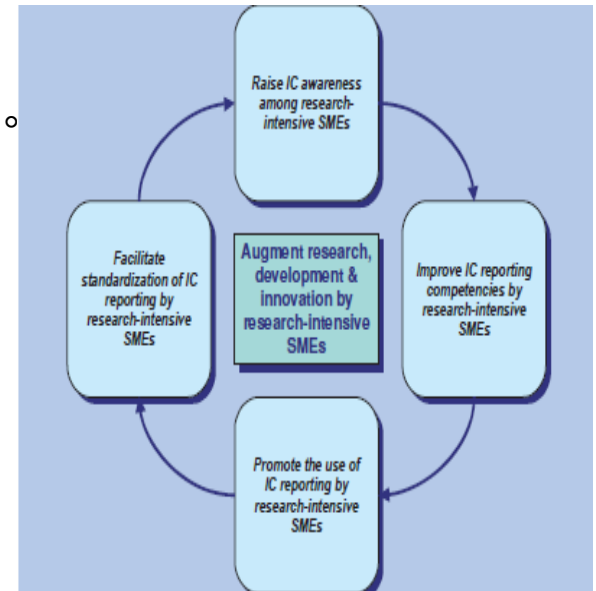 Raise IC awareness
among research-
intensive SMEs
Facilitate
standardization of IC
reporting by
research-intensive
SMEs
Augment research,
development &
innovation by
research-intensive
SMEs
Improve IC reporting
competencies by
research-intensive
SMEs
Promote the use of
IC reporting by
research-intensive
SMEs